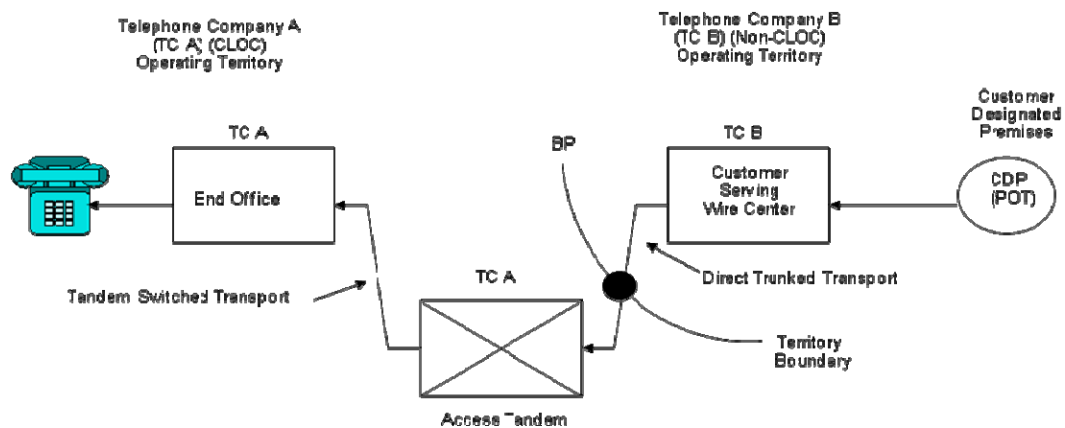 Telephone Company A
(TC A) (CLOC)
Operating Territory
Telephone Company B
(TC B) (Non-CLOC)
Operating Territory
Customer
Designated
Premises
TC A
BP
TC B
End Office
Customer
Serving
Wire Center
CDP
(POT)
Tandem Switched Transport
TC A
Direct Trunked Transport
Territory
Boundary
Access Tandem